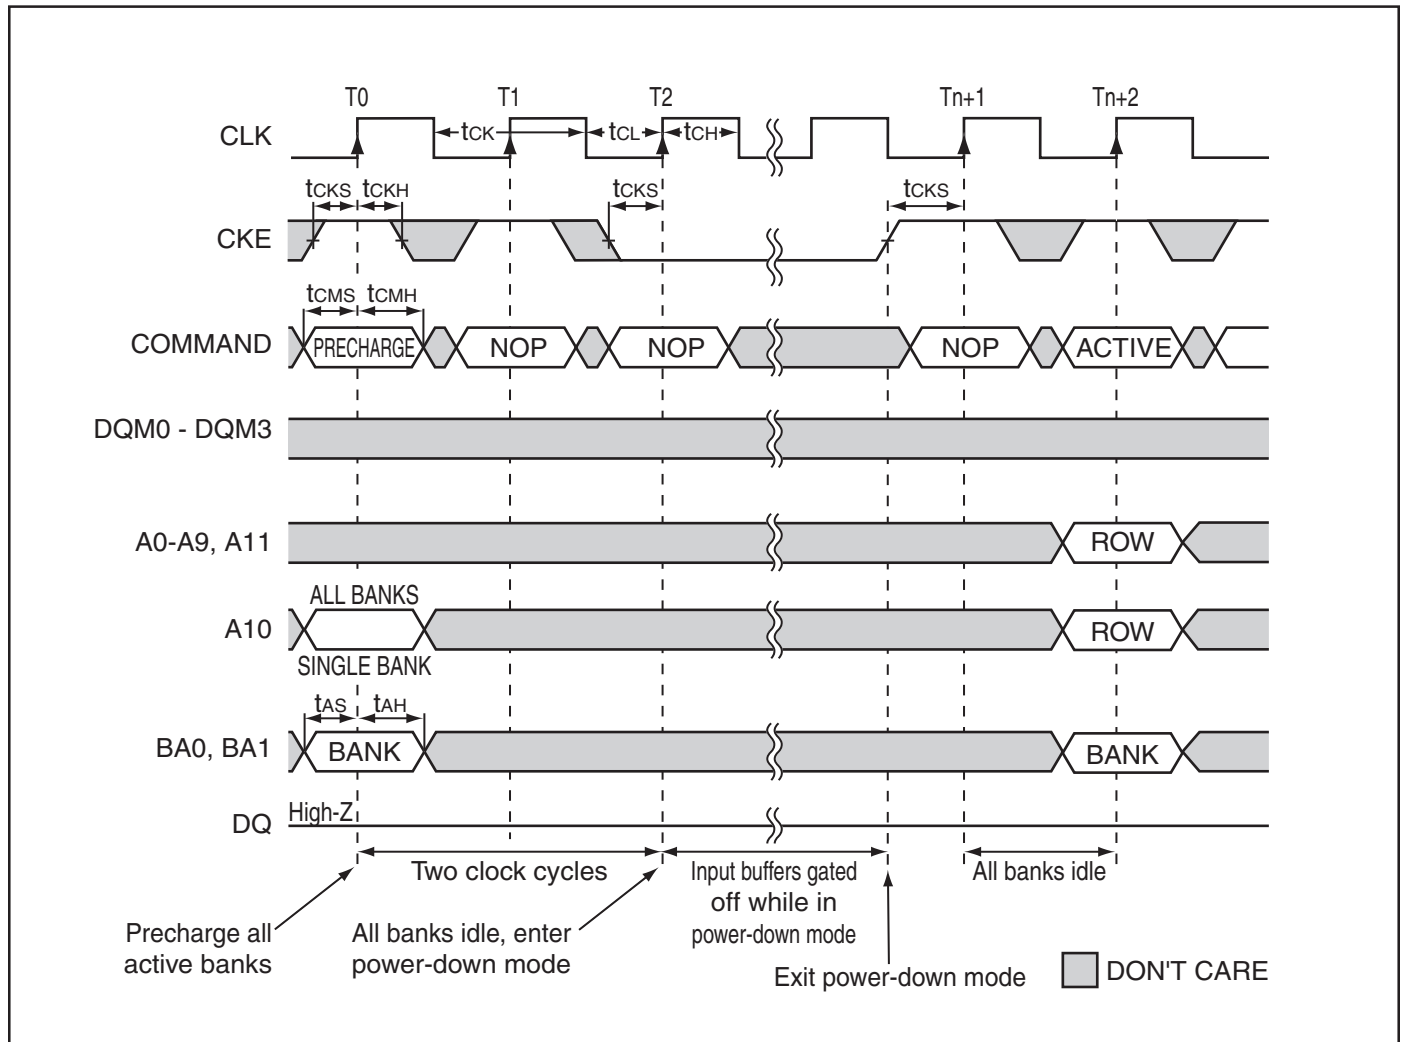 T0 T1 T2 Tn+1 Tn+2
CLK tCK tCL tCH
tCKS tCKH tCKS tCKS
CKE
tCMS tCMH
COMMAND PRECHARGE NOP NOP NOP ACTIVE
DQM0 - DQM3
A0-A9, A11 ROW
ALL BANKS
A10 ROW
SINGLE BANK
tAS tAH
BA0, BA1 BANK BANK
DQ High-Z
Two clock cycles
Input buffers gated
off while in
power-down mode
All banks idle
Precharge all
active banks
All banks idle, enter
power-down mode
Exit power-down mode
DON'T CARE